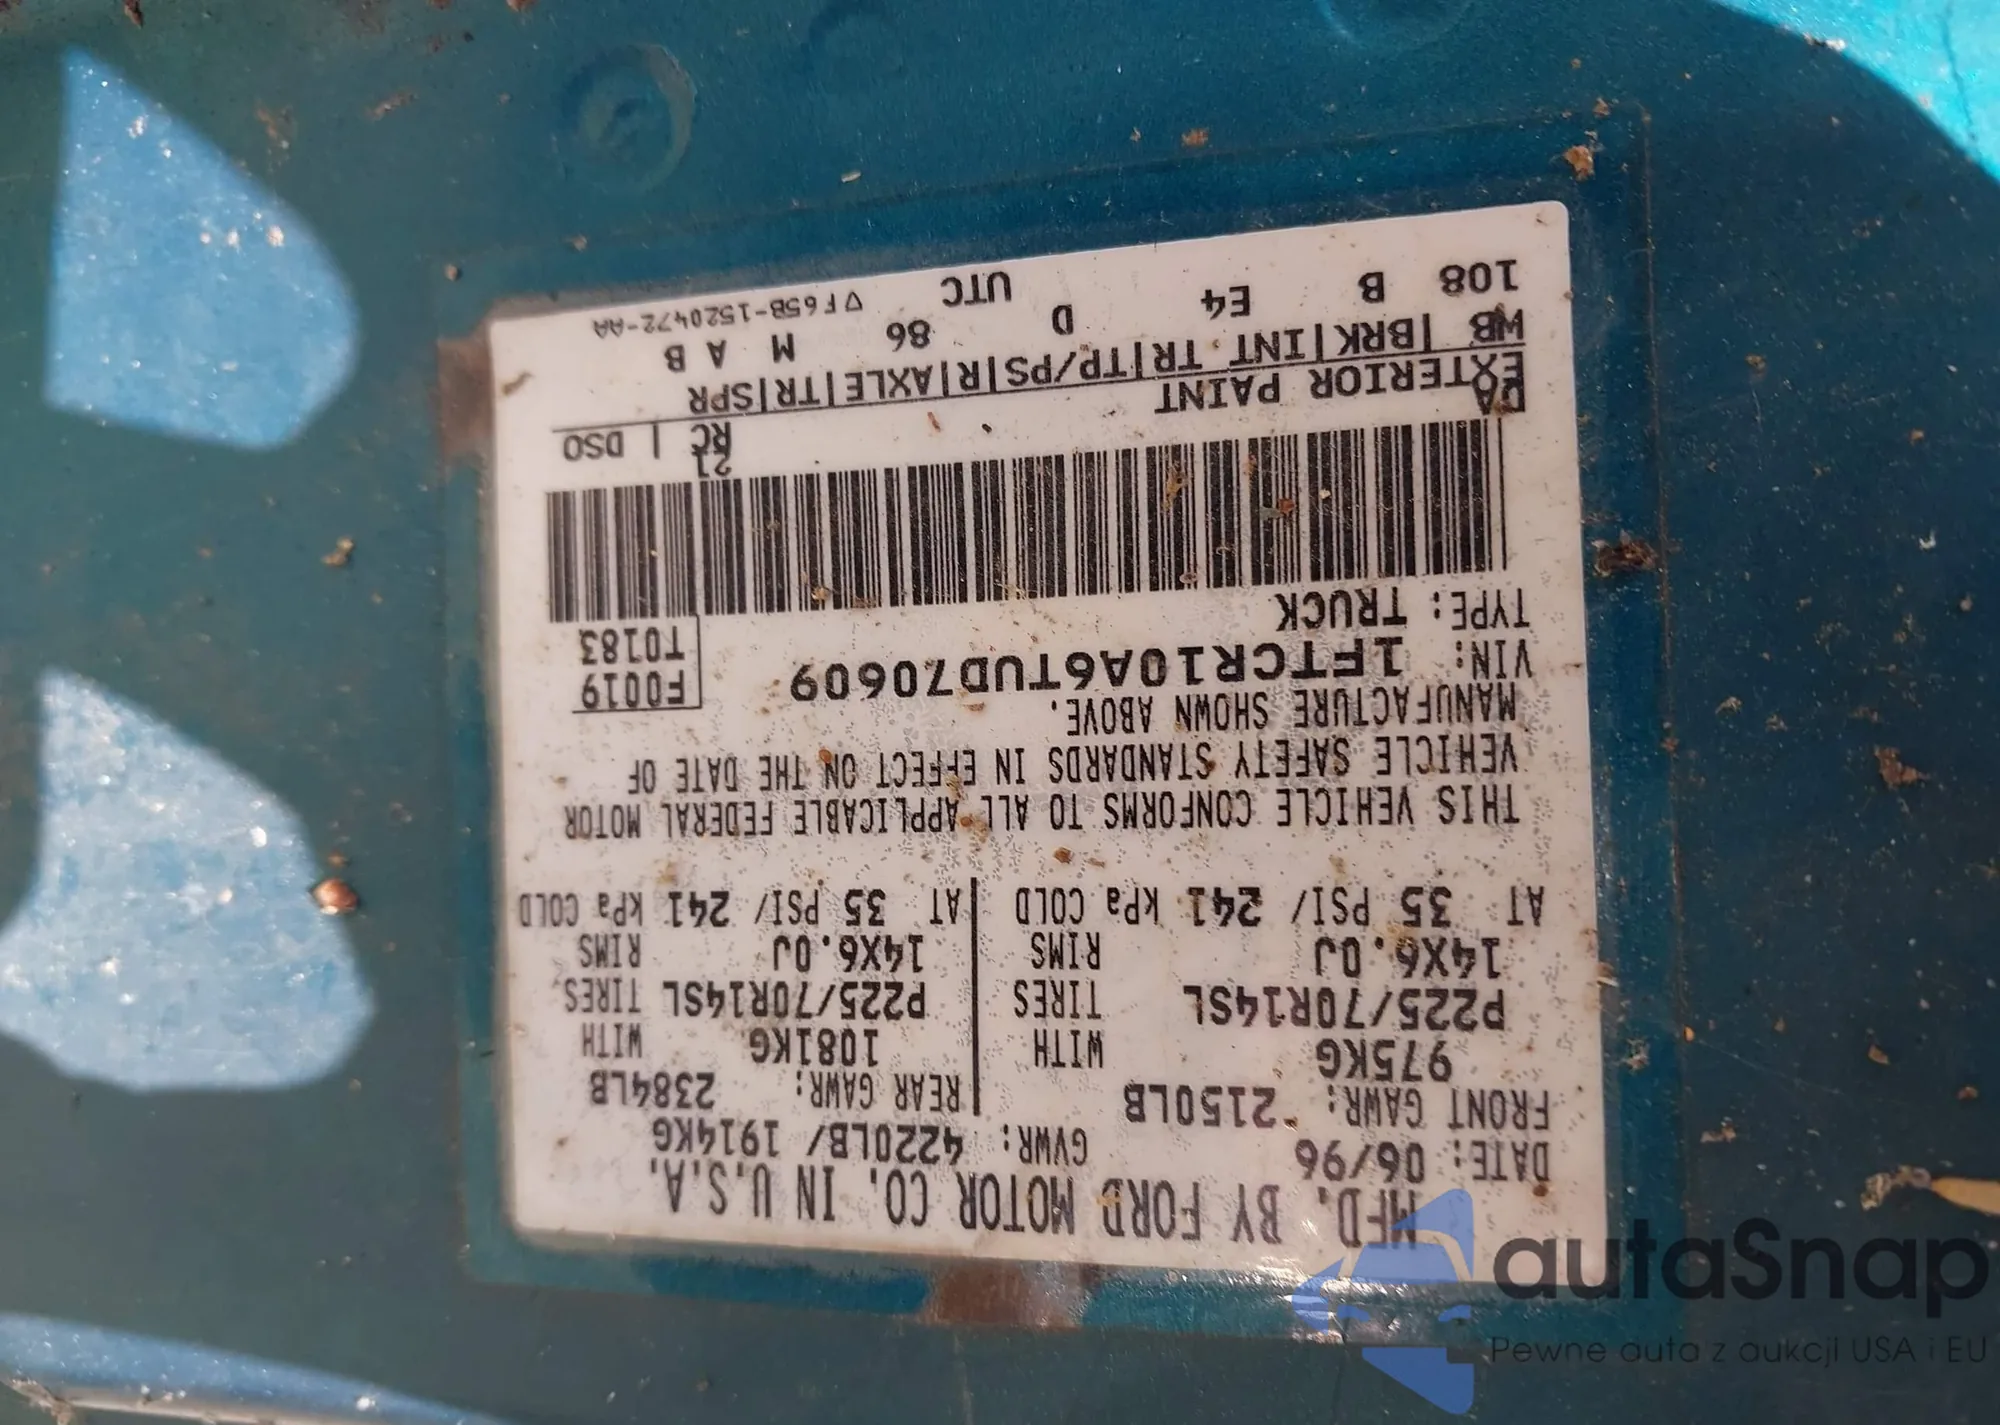 MFD. BY FORD MOTOR CO. IN U.S.A.
DATE: 06/96 GVWR: 4220LB/ 1914KG
FRONT GAWR: 2150LB REAR GAWR: 2384LB
975KG WITH 1081KG WITH
P225/70R14SL TIRES P225/70R14SL TIRES
14X6.0J RIMS 14X6.0J RIMS
AT 35 PSI/ 241 kPa COLD AT 35 PSI/ 241 kPa COLD
THIS VEHICLE CONFORMS TO ALL APPLICABLE FEDERAL MOTOR
VEHICLE SAFETY STANDARDS IN EFFECT ON THE DATE OF
MANUFACTURE SHOWN ABOVE.
VIN: 1FTCR10A6TUD70609 F0019
TYPE: TRUCK T0183
EXTERIOR PAINT RC | DSO
DA 21
WB | BRK | INT TR | TP/PS | R | AXLE | TR | SPR
108 B E4 D 86 M A B
UTC ▽F65B-1520472-AA
autaSnap
Pewne auta z aukcji USA i EU